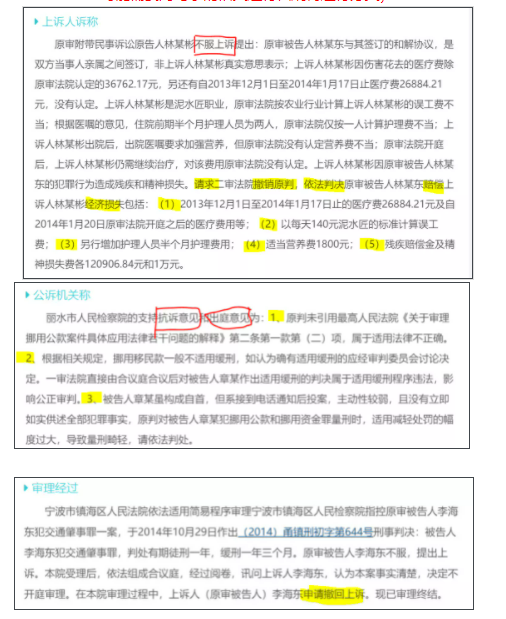 上诉人诉称
原审附带民事诉讼原告人林某彬不服上诉提出：原审被告人林某东与其签订的和解协议，是
双方当事人亲属之间签订，非上诉人林某彬真实意思表示；上诉人林某彬因伤害花去的医疗费除
原审法院认定的36762.17元，另还有自2013年12月1日至2014年1月17日止医疗费26884.21
元，没有认定。上诉人林某彬是泥水匠职业，原审法院按农业行业计算上诉人林某彬的误工费不
当；根据医嘱的意见，住院前期半个月护理人员为两人，原审法院仅按一人计算护理费不当；上
诉人林某彬出院后，出院医嘱要求加强营养，但原审法院没有认定营养费不当；原审法院开庭
后，上诉人林某彬仍需继续治疗，对该费用原审法院没有认定。上诉人林某彬因原审被告人林某
东的犯罪行为造成残疾和精神损失。请求二审法院撤销原判，依法判决原审被告人林某东赔偿上
诉人林某彬经济损失包括：（1）2013年12月1日至2014年1月17日止的医疗费26884.21元及自
2014年1月20日原审法院开庭之后的医疗费用等；（2）以每天140元泥水匠的标准计算误工
费；（3）另行增加护理人员半个月护理费用；（4）适当营养费1800元；（5）残疾赔偿金及精
神损失费各120906.84元和1万元。
公诉机关称
丽水市人民检察院的支持抗诉意见和出庭意见为：1、原判未引用最高人民法院《关于审理
挪用公款案件具体应用法律若干问题的解释》第二条第一款第（二）项，属于适用法律不正确。
2、根据相关规定，挪用移民款一般不适用缓刑，如认为确有适用缓刑的应经审判委员会讨论决
定。一审法院直接由合议庭合议后对被告人章某作出适用缓刑的判决属于适用缓刑程序违法，影
响公正审判。3、被告人章某虽构成自首，但系接到电话通知后投案，主动性较弱，且没有立即
如实供述全部犯罪事实，原判对被告人章某犯挪用公款和挪用资金罪量刑时，适用减轻处罚的幅
度过大，导致量刑畸轻，请依法判处。
审理经过
宁波市镇海区人民法院依法适用简易程序审理宁波市镇海区人民检察院指控原审被告人李海
东犯交通肇事罪一案，于2014年10月29日作出（2014）甬镇刑初字第644号刑事判决：被告人
李海东犯交通肇事罪，判处有期徒刑一年，缓刑一年三个月。原审被告人李海东不服，提出上
诉。本院受理后，依法组成合议庭，经过阅卷，讯问上诉人李海东，认为本案事实清楚，决定不
开庭审理。在本院审理过程中，上诉人（原审被告人）李海东申请撤回上诉。现已审理终结。